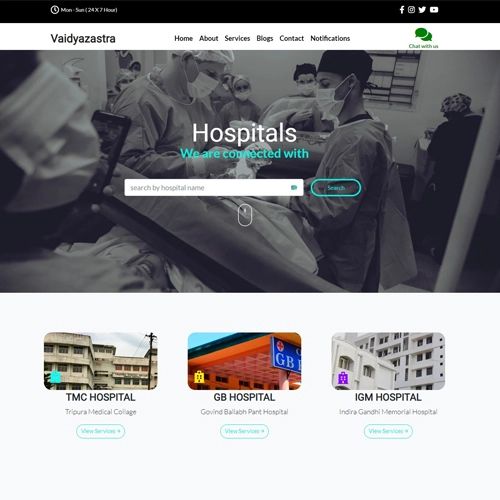 Mon - Sun ( 24 X 7 Hour)
Vaidyazastra
Home Services Blogs Contact Notifications
Chat with us
Hospitals
We are connected with
search by hospital name
Search
GB
TMC HOSPITAL
Tripura Medical Collage
View Services
GB HOSPITAL
Govind Ballabh Pant Hospital
View Services
IGM HOSPITAL
Indira Gandhi Memorial Hospital
View Services